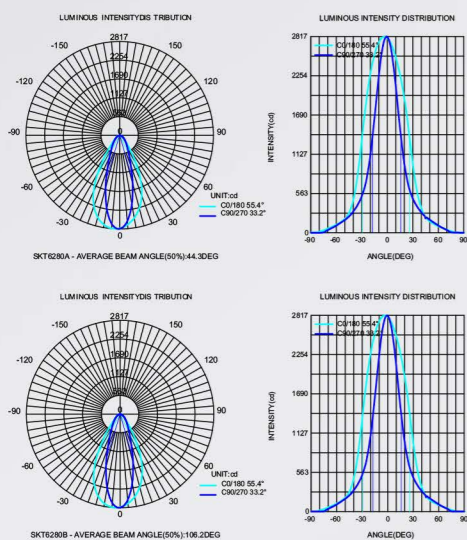 LUMINOUS INTENSITYDIS TRIBUTION
-150 2817 150
2254
-120 1690 120
1127
563
-90 0 90
-60 60
UNIT:cd
C0/180 55.4°
C90/270 33.2°
-30 30
0
SKT6280A - AVERAGE BEAM ANGLE(50%):44.3DEG
LUMINOUS INTENSITY DISTRIBUTION
2817
C0/180 55.4°
C90/270 33.2°
2254
1690
INTENSITY(cd)
1127
563
0
-90 -60 -30 0 30 60 90
ANGLE(DEG)
LUMINOUS INTENSITYDIS TRIBUTION
-150 2817 150
2254
-120 1690 120
1127
563
-90 0 90
-60 60
UNIT:cd
C0/180 55.4°
C90/270 33.2°
-30 30
0
SKT6280B - AVERAGE BEAM ANGLE(50%):106.2DEG
LUMINOUS INTENSITY DISTRIBUTION
2817
C0/180 55.4°
C90/270 33.2°
2254
1690
INTENSITY(cd)
1127
563
0
-90 -60 -30 0 30 60 90
ANGLE(DEG)